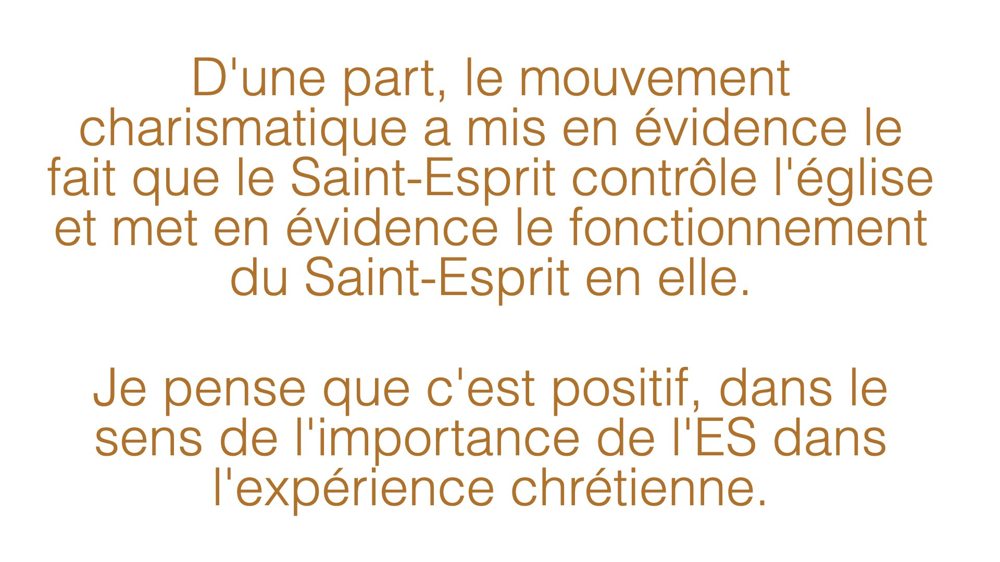 D'une part, le mouvement
charismatique a mis en évidence le
fait que le Saint-Esprit contrôle l'église
et met en évidence le fonctionnement
du Saint-Esprit en elle.
Je pense que c'est positif, dans le
sens de l'importance de l'ES dans
l'expérience chrétienne.